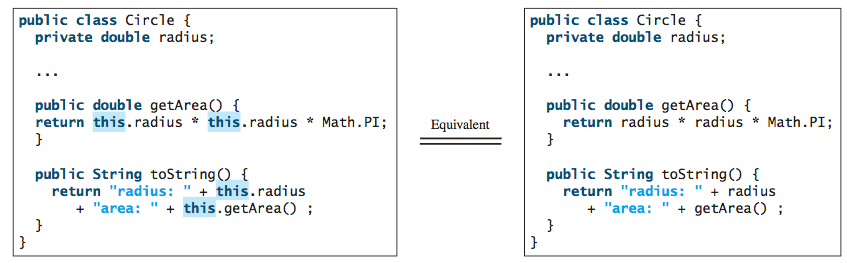 public class Circle {
private double radius;
...
public double getArea() {
return this.radius * this.radius * Math.PI;
}
public String toString() {
return "radius: " + this.radius
+ "area: " + this.getArea() ;
}
}
Equivalent
public class Circle {
private double radius;
...
public double getArea() {
return radius * radius * Math.PI;
}
public String toString() {
return "radius: " + radius
+ "area: " + getArea() ;
}
}